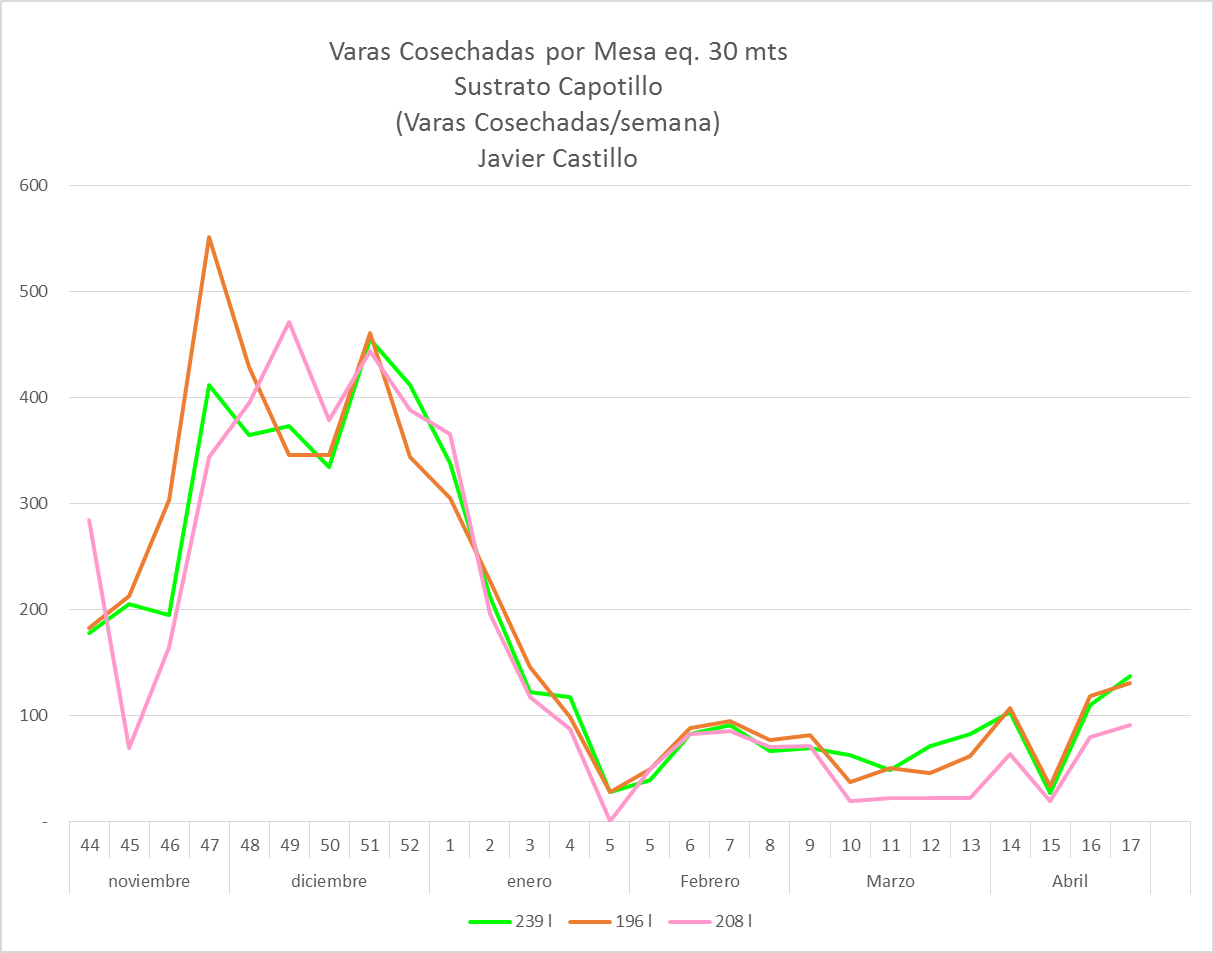 Varas Cosechadas por Mesa eq. 30 mts
Sustrato Capotillo
(Varas Cosechadas/semana)
Javier Castillo
600
500
400
300
200
100
-
44 45 46 47 48 49 50 51 52 1 2 3 4 5 5 6 7 8 9 10 11 12 13 14 15 16 17
noviembre diciembre enero Febrero Marzo Abril
239 l 196 l 208 l